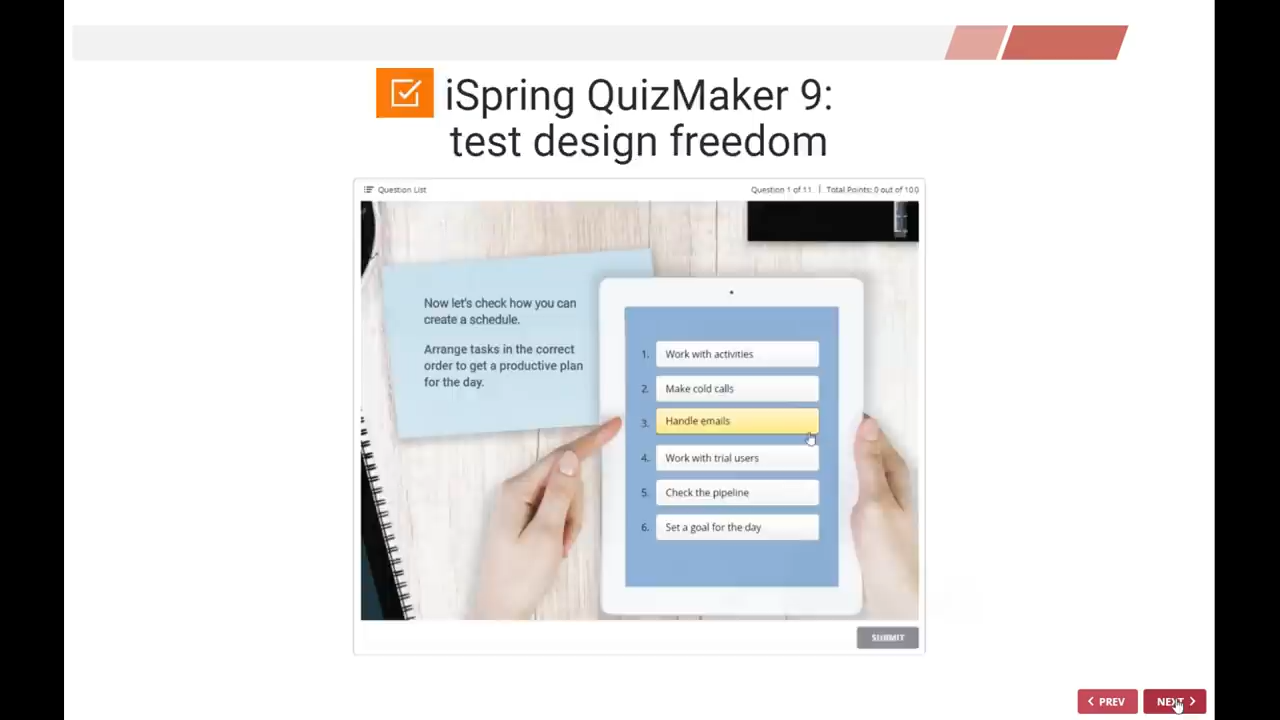 iSpring QuizMaker 9:
test design freedom
Question List
Question 1 of 11 | Total Points: 0 out of 100
Now let's check how you can
create a schedule.
Arrange tasks in the correct
order to get a productive plan
for the day.
1. Work with activities
2. Make cold calls
3. Handle emails
4. Work with trial users
5. Check the pipeline
6. Set a goal for the day
SUBMIT
PREV
NEXT